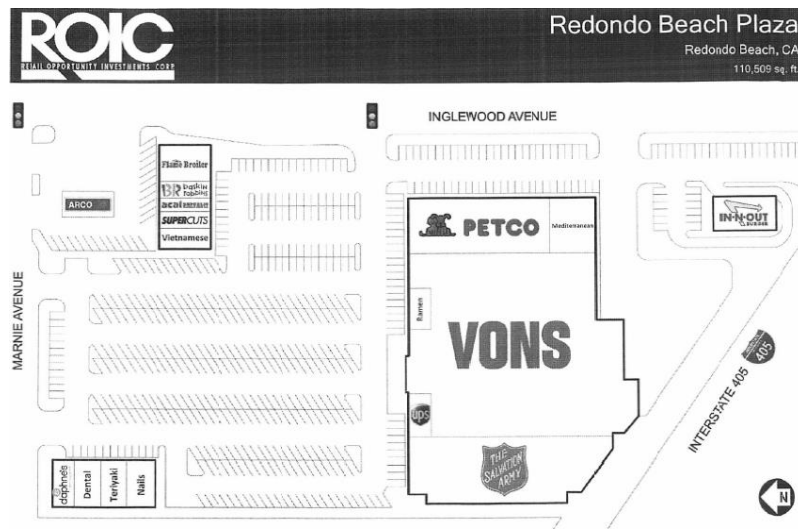 ROIC
RETAIL OPPORTUNITY INVESTMENTS CORP
Redondo Beach Plaza
Redondo Beach, CA
110,509 sq. ft.
INGLEWOOD AVENUE
Flame Broiler
BR baskin robbins
ARCO
acai
SUPERCUTS
Vietnamese
PETCO
Mediterranean
IN-N-OUT
BURGER
MARNIE AVENUE
Ramen
VONS
INTERSTATE 405
405
ups
daphne's
Dental
Teriyaki
Nails
THE
SALVATION
ARMY
N